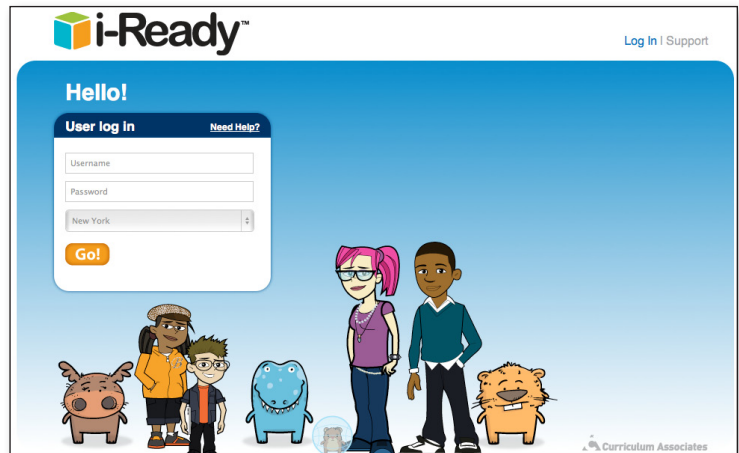 i-Ready™
Log In | Support
Hello!
User log in Need Help?
Username
Password
New York
Go!
Curriculum Associates